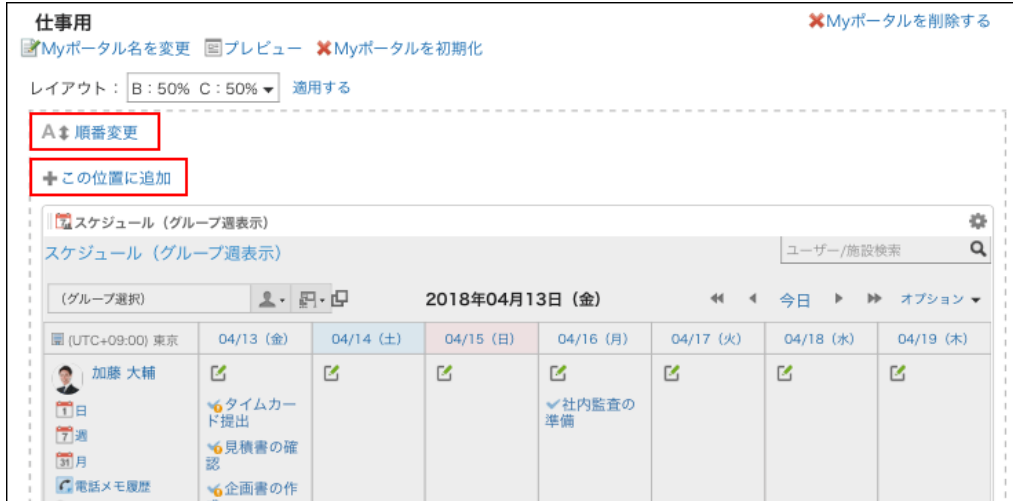 仕事用
Myポータルを削除する
Myポータル名を変更 プレビュー Myポータルを初期化
レイアウト： B：50% C：50% 適用する
A 順番変更
この位置に追加
スケジュール（グループ週表示）
スケジュール（グループ週表示）
ユーザー/施設検索
（グループ選択）
2018年04月13日（金）
今日
オプション
(UTC+09:00) 東京
04/13（金）
04/14（土）
04/15（日）
04/16（月）
04/17（火）
04/18（水）
04/19（木）
加藤 大輔
1 日
7 週
31 月
電話メモ履歴
タイムカー
ド提出
見積書の確
認
企画書の作
社内監査の
準備